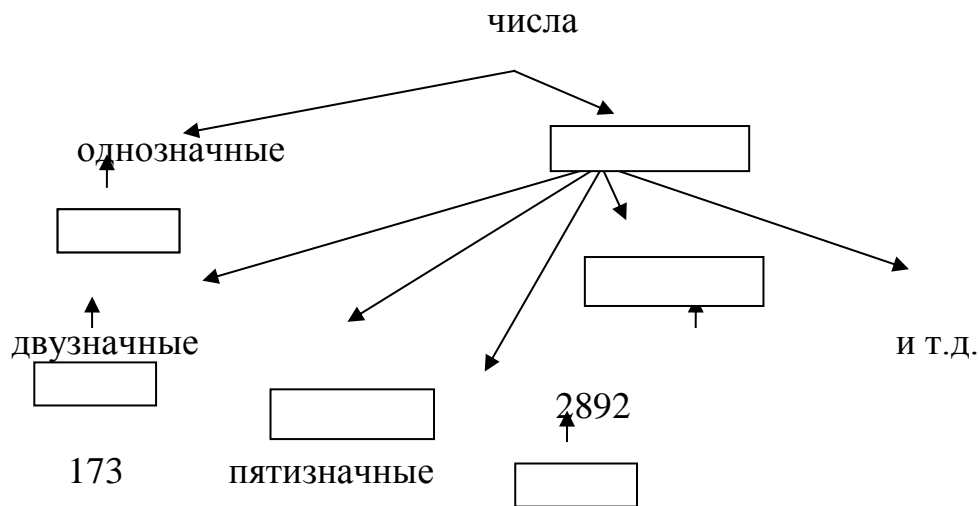 числа
однозначные
двузначные и т.д.
2892
173 пятизначные